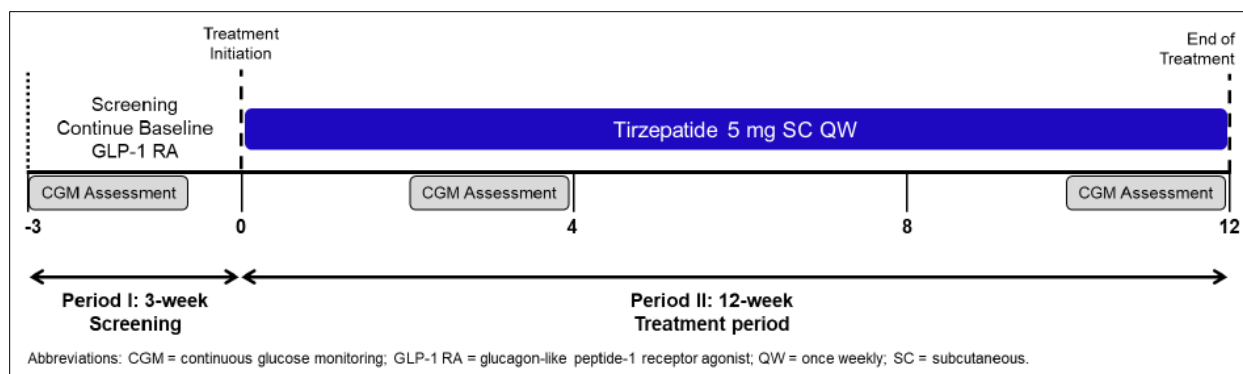 Treatment
Initiation
End of
Treatment
Screening
Continue Baseline
GLP-1 RA
Tirzepatide 5 mg SC QW
CGM Assessment
CGM Assessment
CGM Assessment
-3
0
4
8
12
Period I: 3-week
Screening
Period II: 12-week
Treatment period
Abbreviations: CGM = continuous glucose monitoring; GLP-1 RA = glucagon-like peptide-1 receptor agonist; QW = once weekly; SC = subcutaneous.